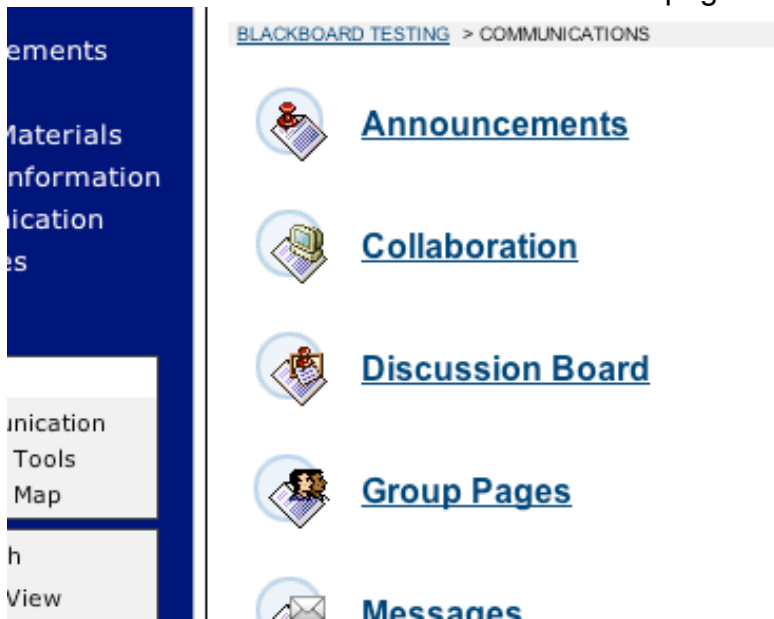 pag
BLACKBOARD TESTING > COMMUNICATIONS
ements
Materials
nformation
ication
es
unication
Tools
Map
h
View
Announcements
Collaboration
Discussion Board
Group Pages
Messages